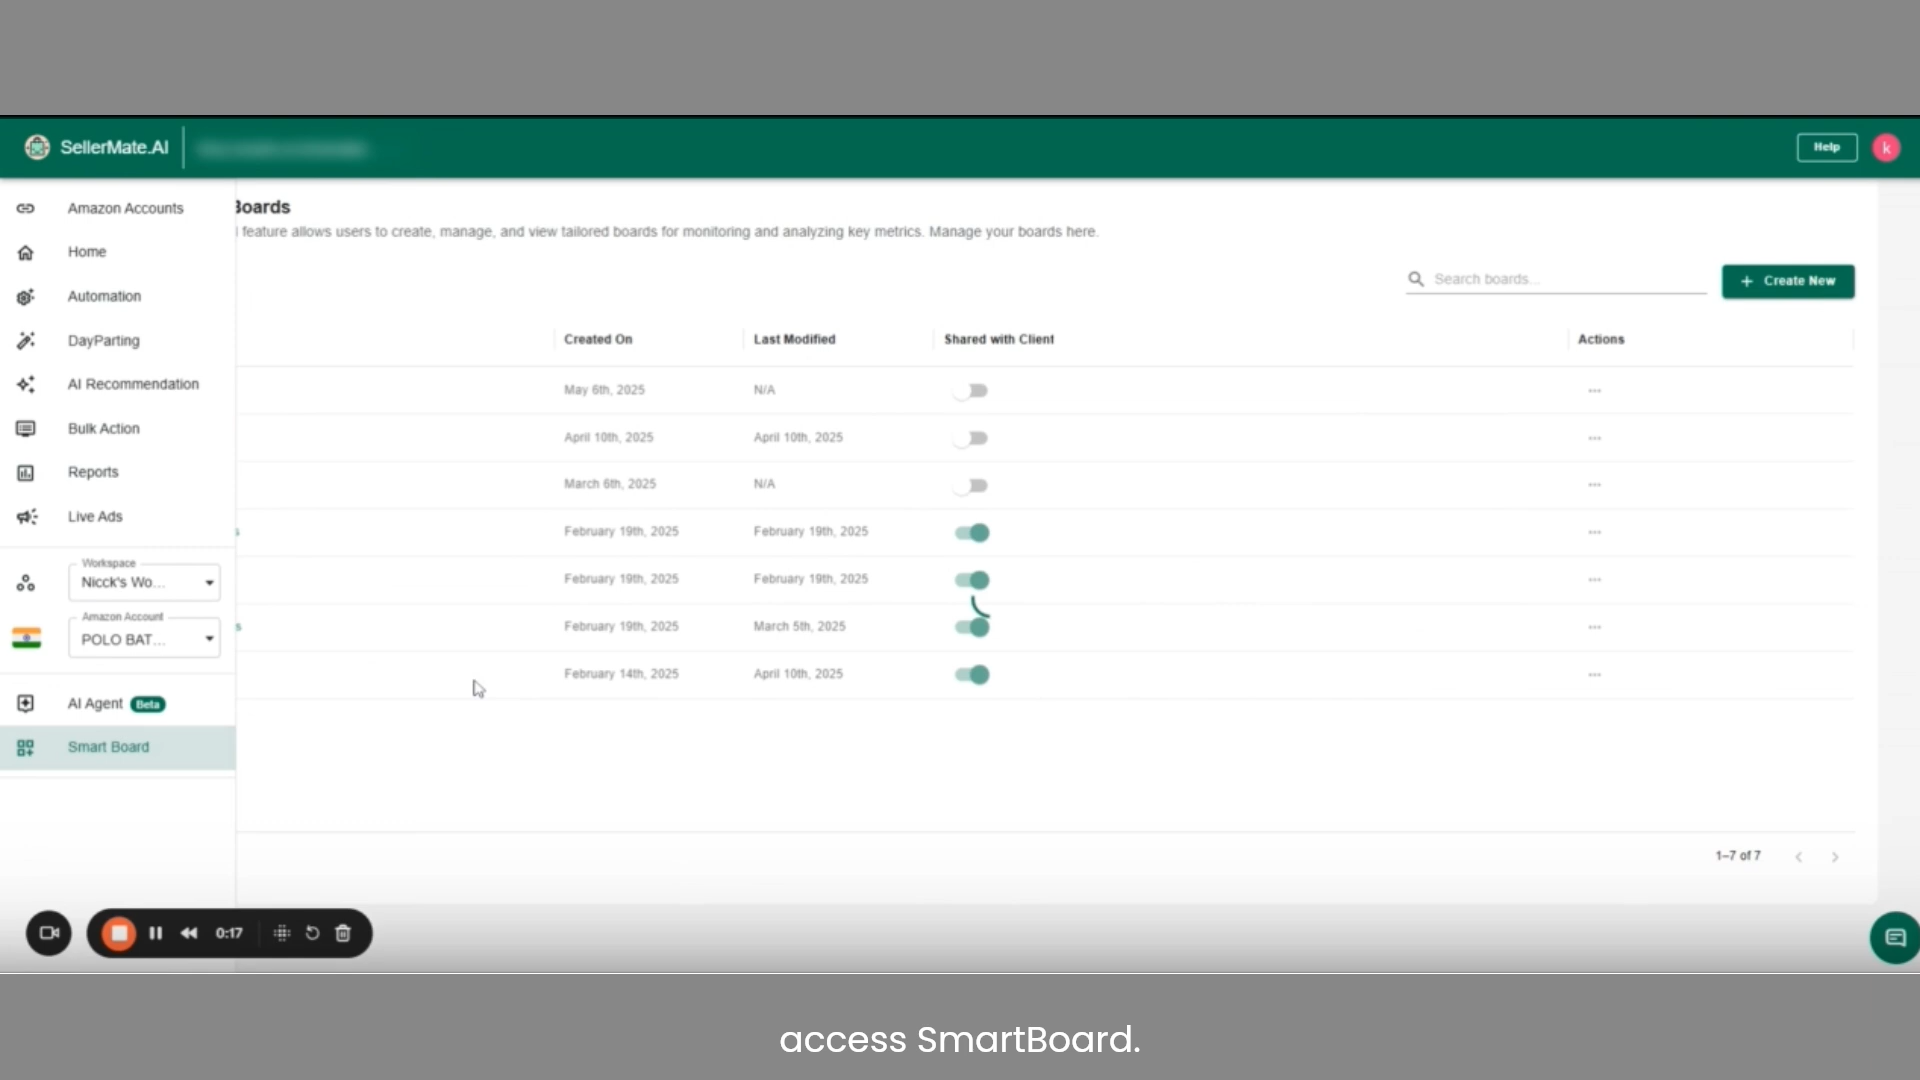 SellerMate.AI
Help
k
Amazon Accounts
Home
Automation
DayParting
AI Recommendation
Bulk Action
Reports
Live Ads
Workspace
Nicck's Wo...
Amazon Account
POLO BAT...
AI Agent Beta
Smart Board
Boards
feature allows users to create, manage, and view tailored boards for monitoring and analyzing key metrics. Manage your boards here.
Search boards...
+ Create New
Created On Last Modified Shared with Client Actions
May 6th, 2025 N/A ...
April 10th, 2025 April 10th, 2025 ...
March 6th, 2025 N/A ...
s February 19th, 2025 February 19th, 2025 ...
February 19th, 2025 February 19th, 2025 ...
s February 19th, 2025 March 5th, 2025 ...
February 14th, 2025 April 10th, 2025 ...
1–7 of 7
0:17
access SmartBoard.